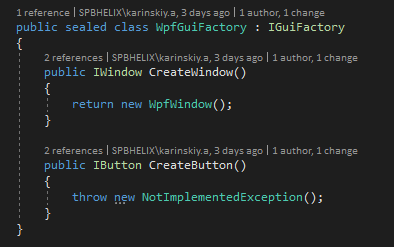 1 reference | SPBHELIX\karinskiy.a, 3 days ago | 1 author, 1 change
public sealed class WpfGuiFactory : IGuiFactory
{
2 references | SPBHELIX\karinskiy.a, 3 days ago | 1 author, 1 change
public IWindow CreateWindow()
{
return new WpfWindow();
}
2 references | SPBHELIX\karinskiy.a, 3 days ago | 1 author, 1 change
public IButton CreateButton()
{
throw new NotImplementedException();
}
}